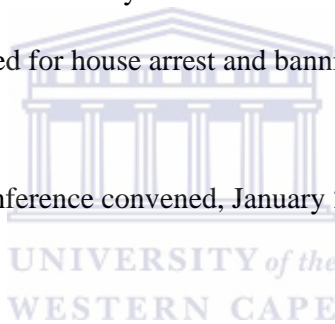 ed for house arrest and banni
nference convened, January
UNIVERSITY of the
WESTERN CAPE